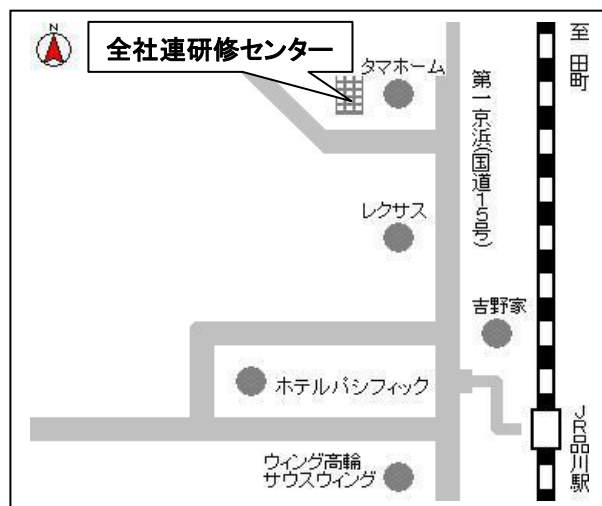 N
全社連研修センター
タマホーム
至 田町
第一京浜(国道15号)
レクサス
吉野家
ホテルパシフィック
JR品川駅
ウィング高輪
サウスウィング